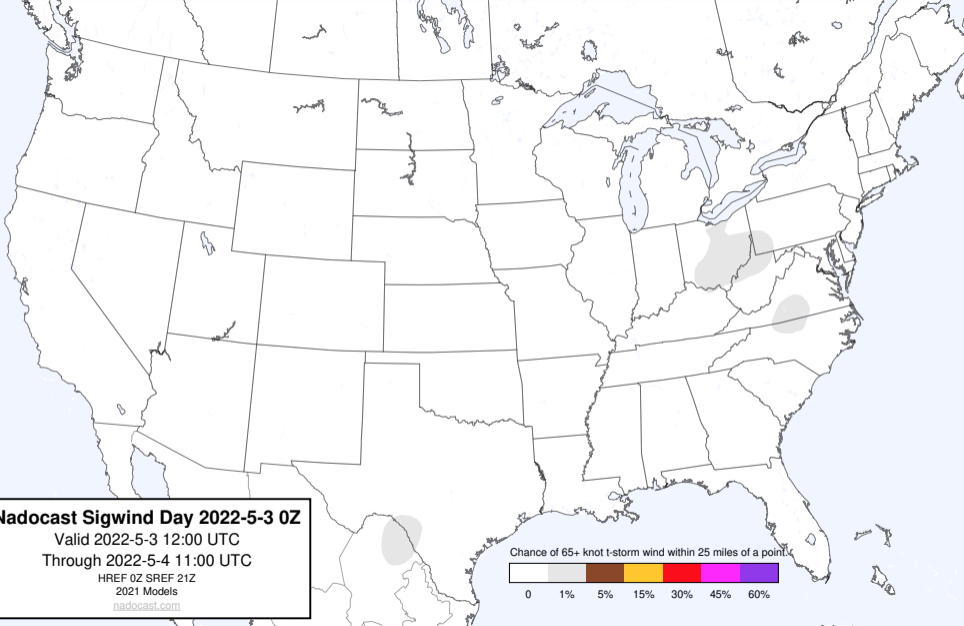 Nadocast Sigwind Day 2022-5-3 0Z
Valid 2022-5-3 12:00 UTC
Through 2022-5-4 11:00 UTC
HREF 0Z SREF 21Z
2021 Models
nadocast.com
Chance of 65+ knot t-storm wind within 25 miles of a point.
0 1% 5% 15% 30% 45% 60%